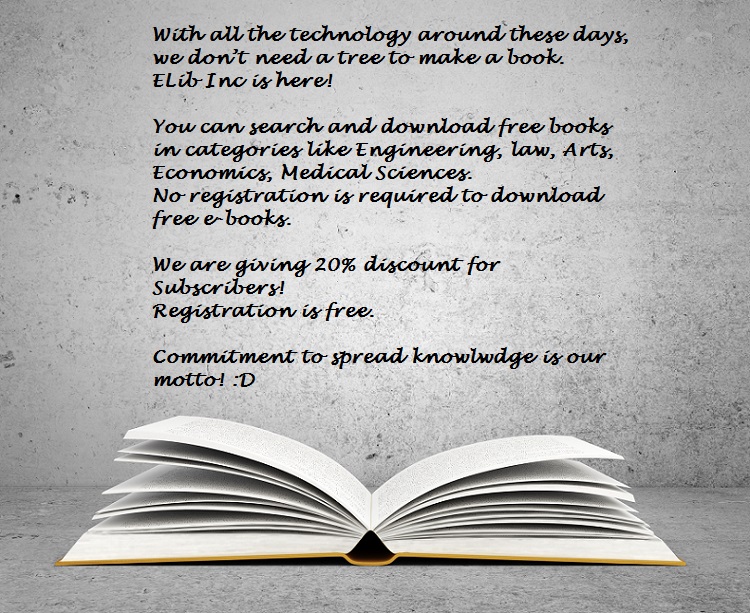 With all the technology around these days,
we don't need a tree to make a book.
ELib Inc is here!
You can search and download free books
in categories like Engineering, law, Arts,
Economics, Medical Sciences.
No registration is required to download
free e-books.
We are giving 20% discount for
Subscribers!
Registration is free.
Commitment to spread knowlwdge is our
motto! :D